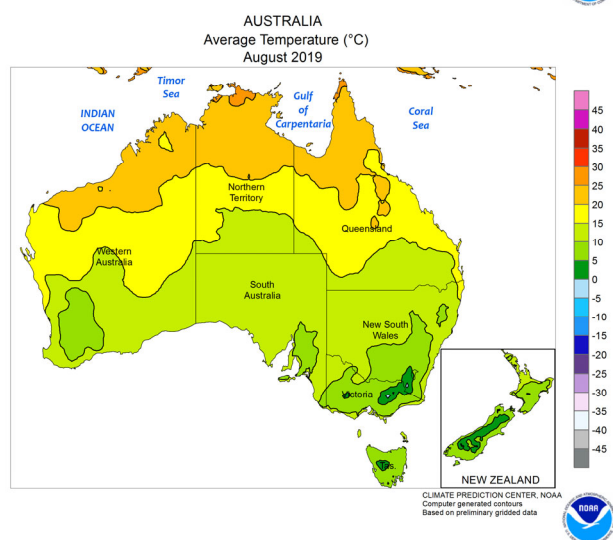 AUSTRALIA
Average Temperature (°C)
August 2019
Timor
Sea
Gulf
of
Carpentaria
INDIAN
OCEAN
Coral
Sea
Northern
Territory
Queensland
Western
Australia
South
Australia
New South
Wales
Victoria
Tas.
NEW ZEALAND
45
40
35
30
25
20
15
10
5
0
-5
-10
-15
-20
-25
-30
-35
-40
-45
CLIMATE PREDICTION CENTER, NOAA
Computer generated contours
Based on preliminary gridded data
NOAA